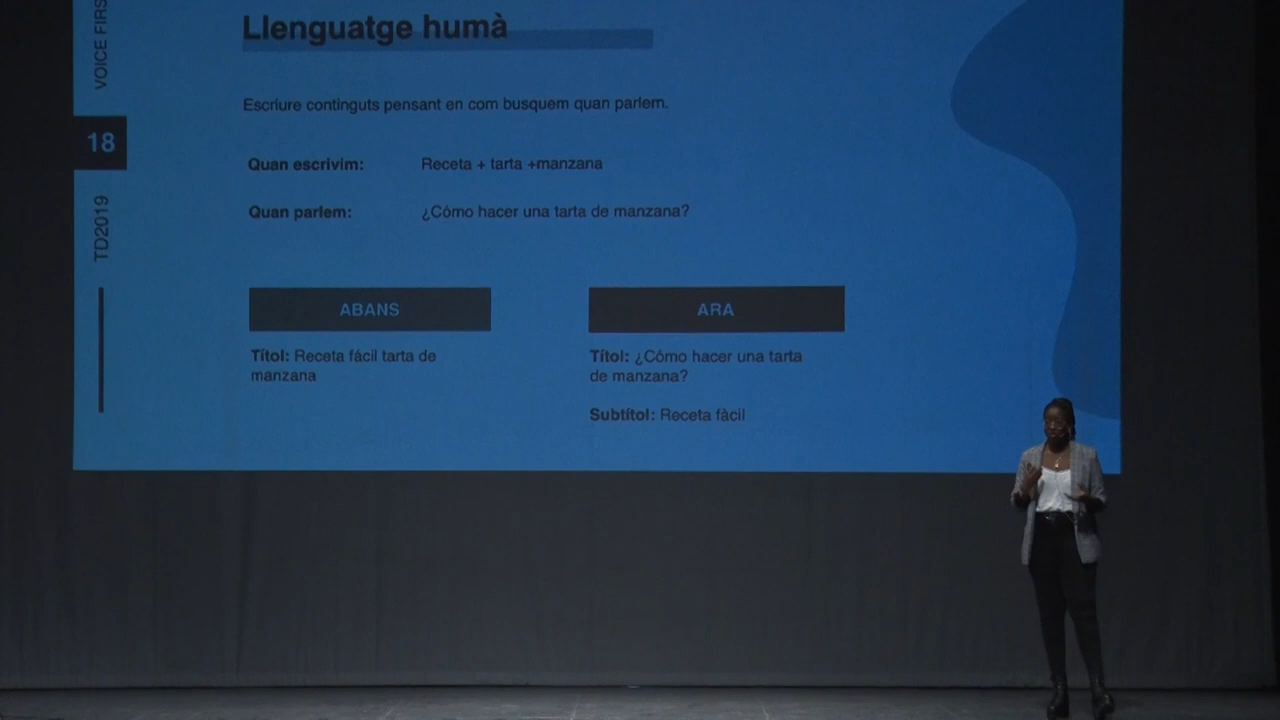 VOICE FIRS
18
TD2019
Llenguatge humà
Escriure continguts pensant en com busquem quan parlem.
Quan escrivim: Receta + tarta +manzana
Quan parlem: ¿Cómo hacer una tarta de manzana?
ABANS
Títol: Receta fácil tarta de
manzana
ARA
Títol: ¿Cómo hacer una tarta
de manzana?
Subtítol: Receta fàcil